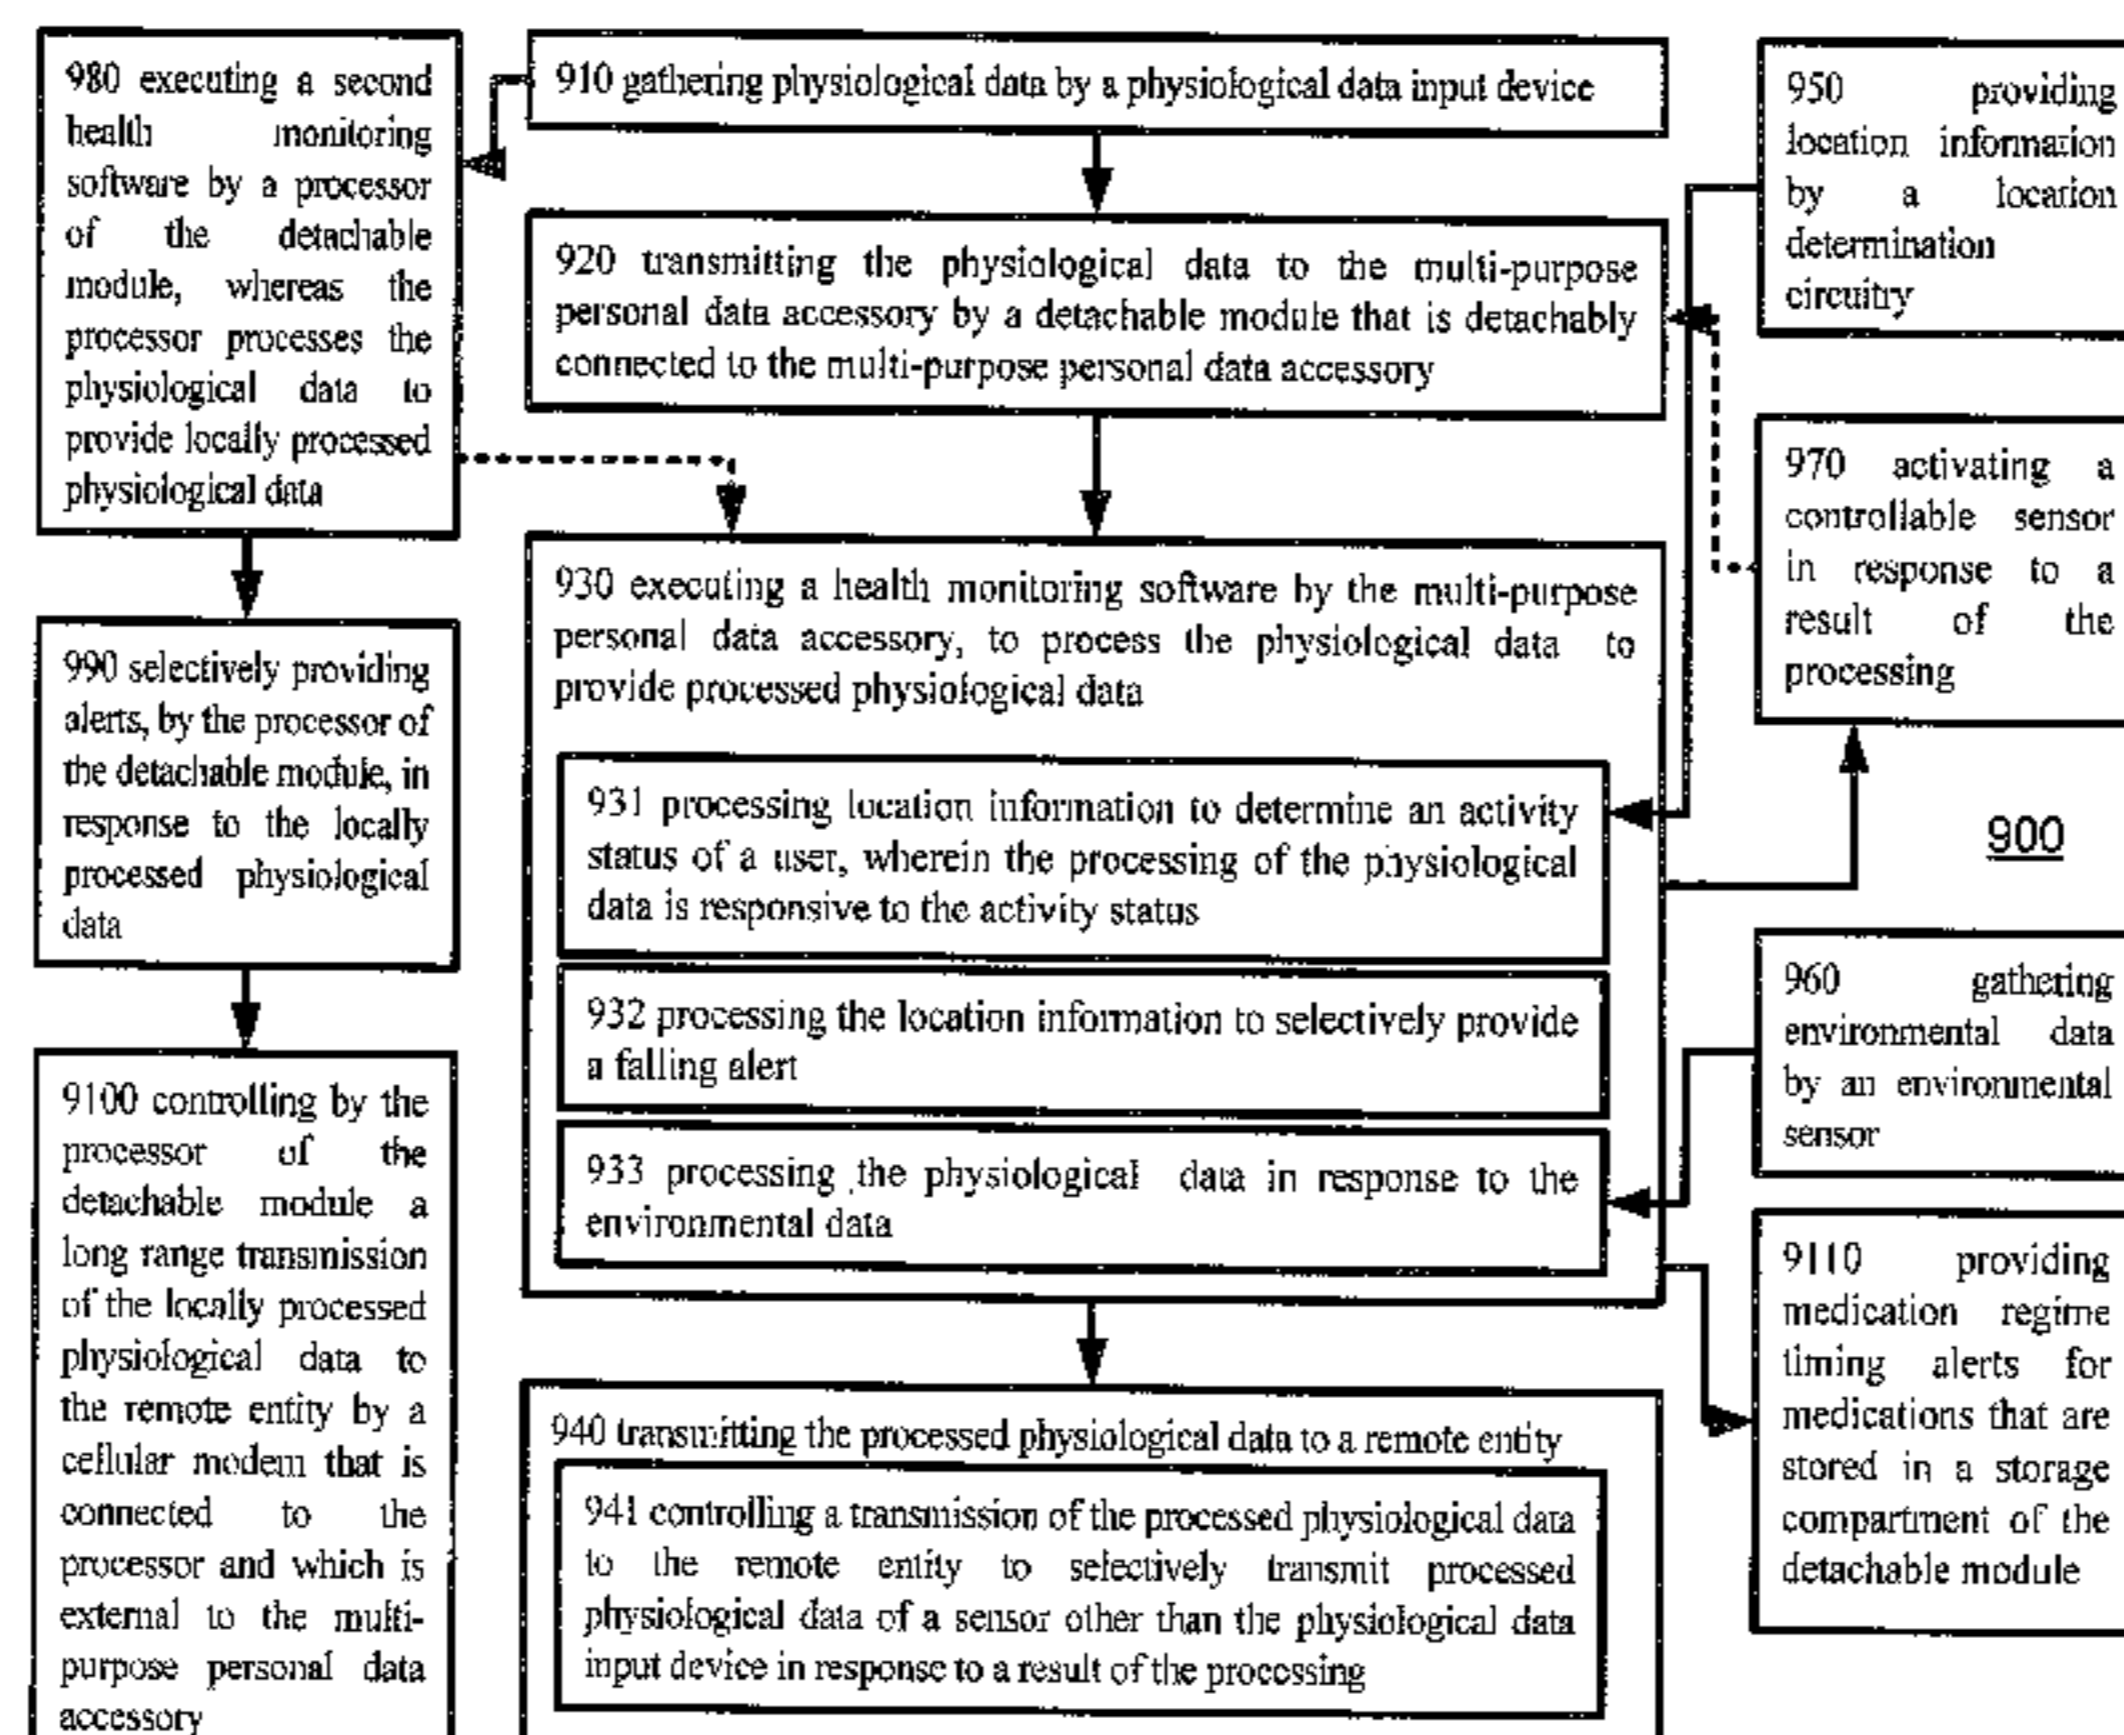 980 executing a second
health monitoring
software by a processor
of the detachable
module, whereas the
processor processes the
physiological data to
provide locally processed
physiological data
990 selectively providing
alerts, by the processor of
the detachable module, in
response to the locally
processed physiological
data
9100 controlling by the
processor of the
detachable module a
long range transmission
of the locally processed
physiological data to
the remote entity by a
cellular modem that is
connected to the
processor and which is
external to the multi-
purpose personal data
accessory
910 gathering physiological data by a physiological data input device
920 transmitting the physiological data to the multi-purpose
personal data accessory by a detachable module that is detachably
connected to the multi-purpose personal data accessory
930 executing a health monitoring software by the multi-purpose
personal data accessory, to process the physiological data to
provide processed physiological data
931 processing location information to determine an activity
status of a user, wherein the processing of the physiological
data is responsive to the activity status
932 processing the location information to selectively provide
a falling alert
933 processing the physiological data in response to the
environmental data
940 transmitting the processed physiological data to a remote entity
941 controlling a transmission of the processed physiological data
to the remote entity to selectively transmit processed
physiological data of a sensor other than the physiological data
input device in response to a result of the processing
950 providing
location information
by a location
determination
circuitry
970 activating a
controllable sensor
in response to a
result of the
processing
900
960 gathering
environmental data
by an environmental
sensor
9110 providing
medication regime
timing alerts for
medications that are
stored in a storage
compartment of the
detachable module